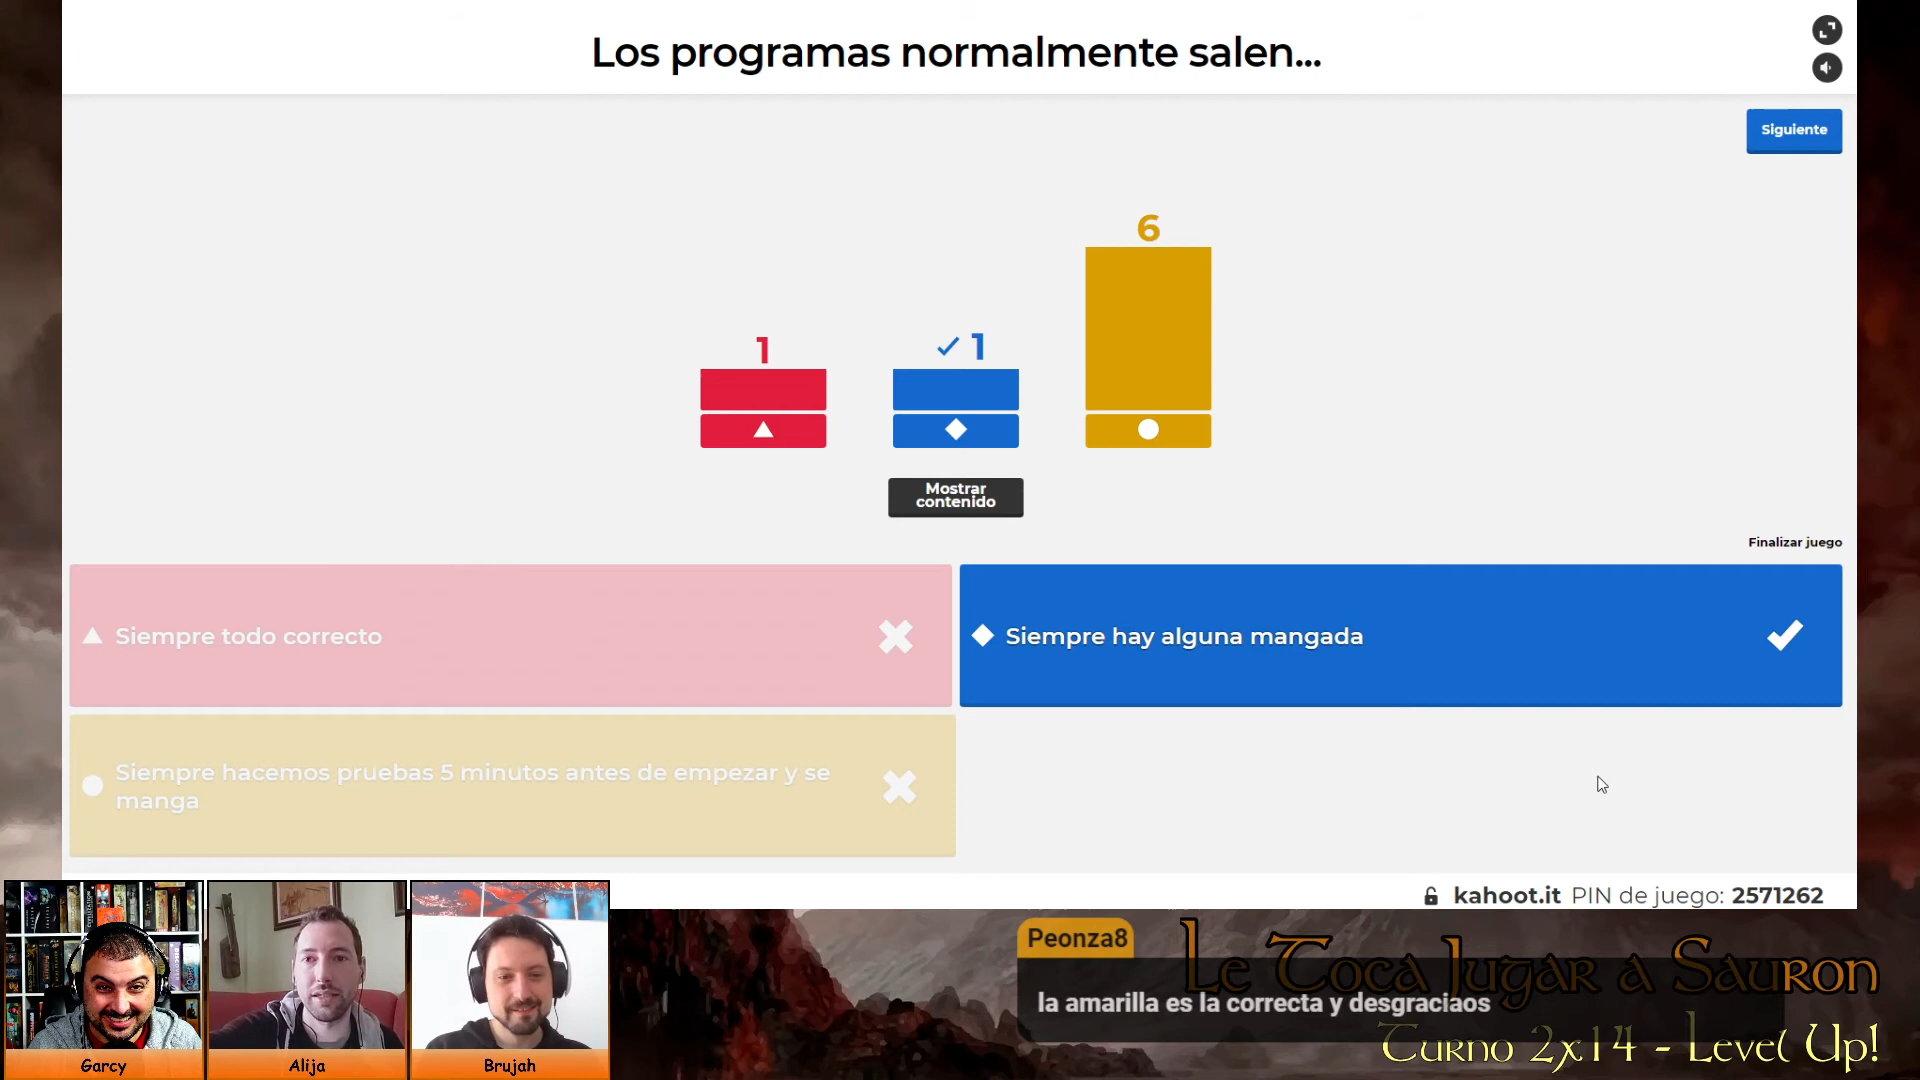 Los programas normalmente salen...
Siguiente
6
1
1
Mostrar
contenido
Finalizar juego
Siempre todo correcto
Siempre hay alguna mangada
Siempre hacemos pruebas 5 minutos antes de empezar y se
manga
kahoot.it PIN de juego: 2571262
Peonza8
la amarilla es la correcta y desgraciaos
Le Toca Jugar a Sauron
Turno 2x14 - Level Up!
Garcy
Alija
Brujah